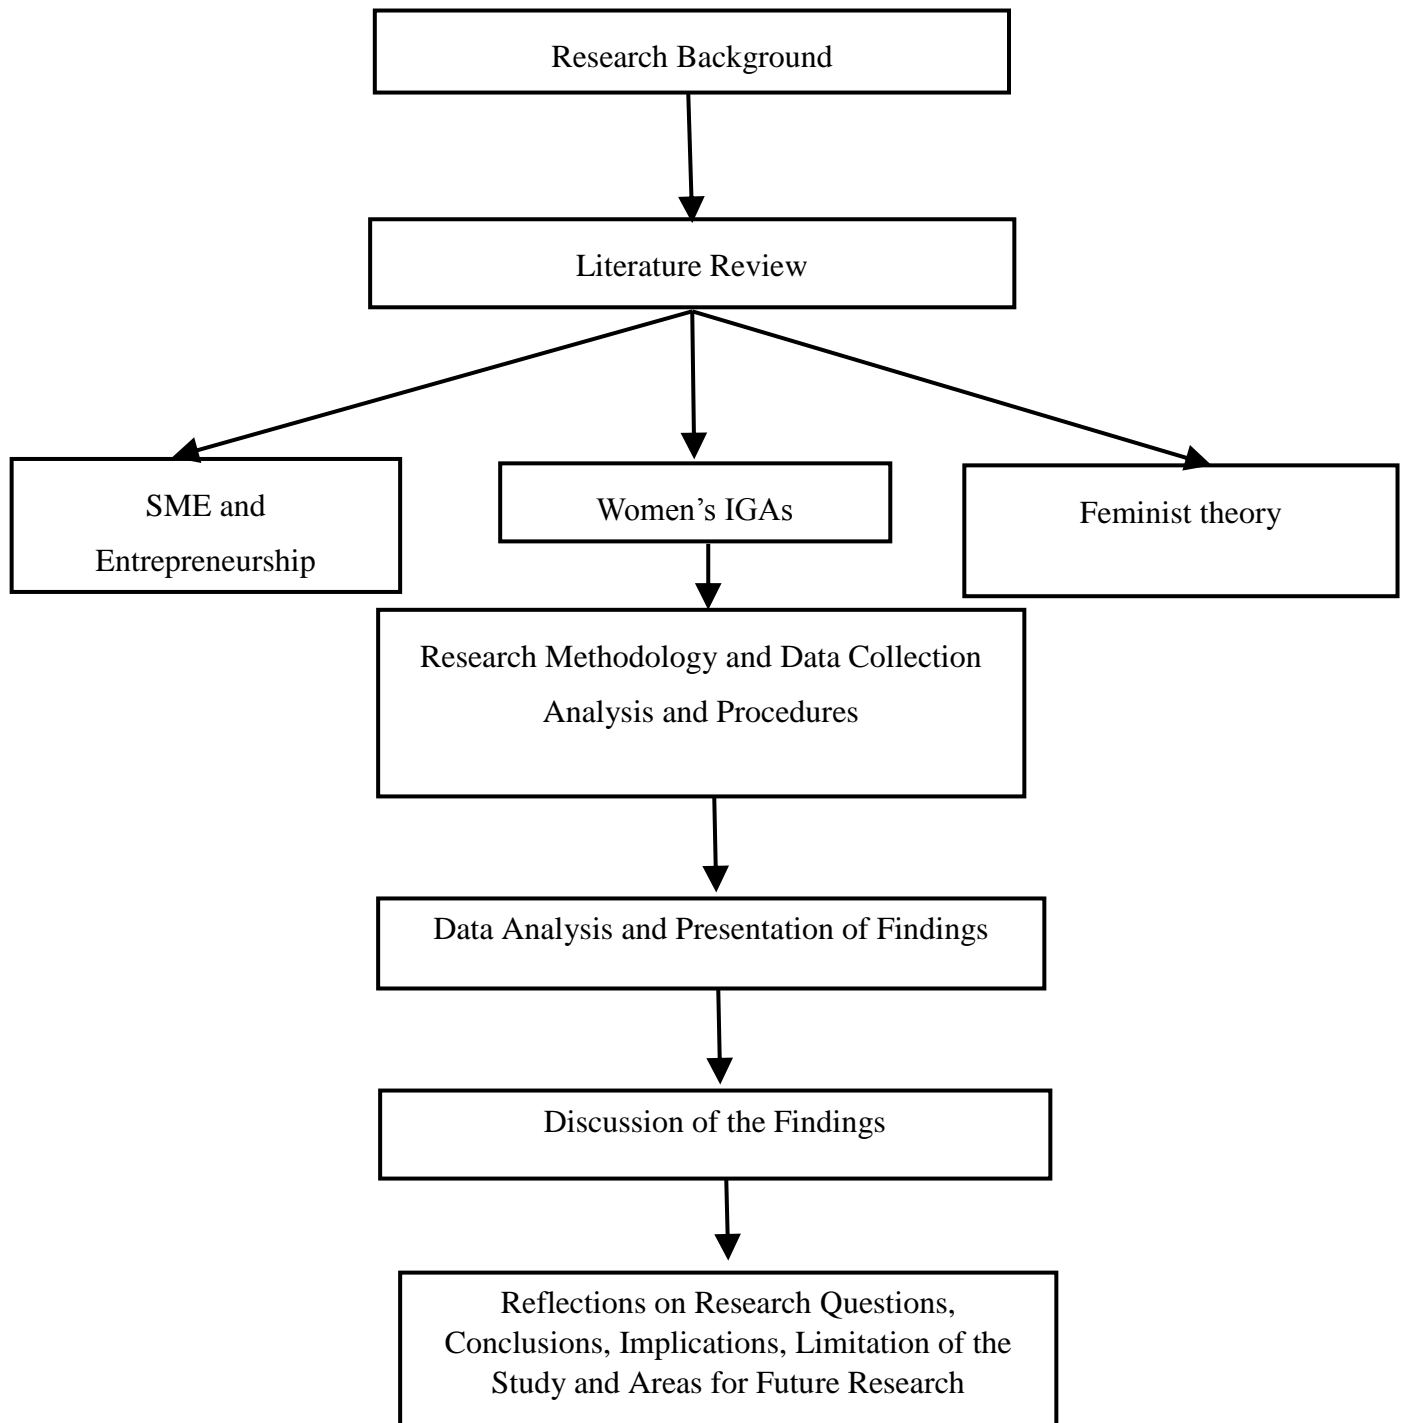 Research Background
Literature Review
SME and
Entrepreneurship
Women’s IGAs
Feminist theory
Research Methodology and Data Collection
Analysis and Procedures
Data Analysis and Presentation of Findings
Discussion of the Findings
Reflections on Research Questions,
Conclusions, Implications, Limitation of the
Study and Areas for Future Research